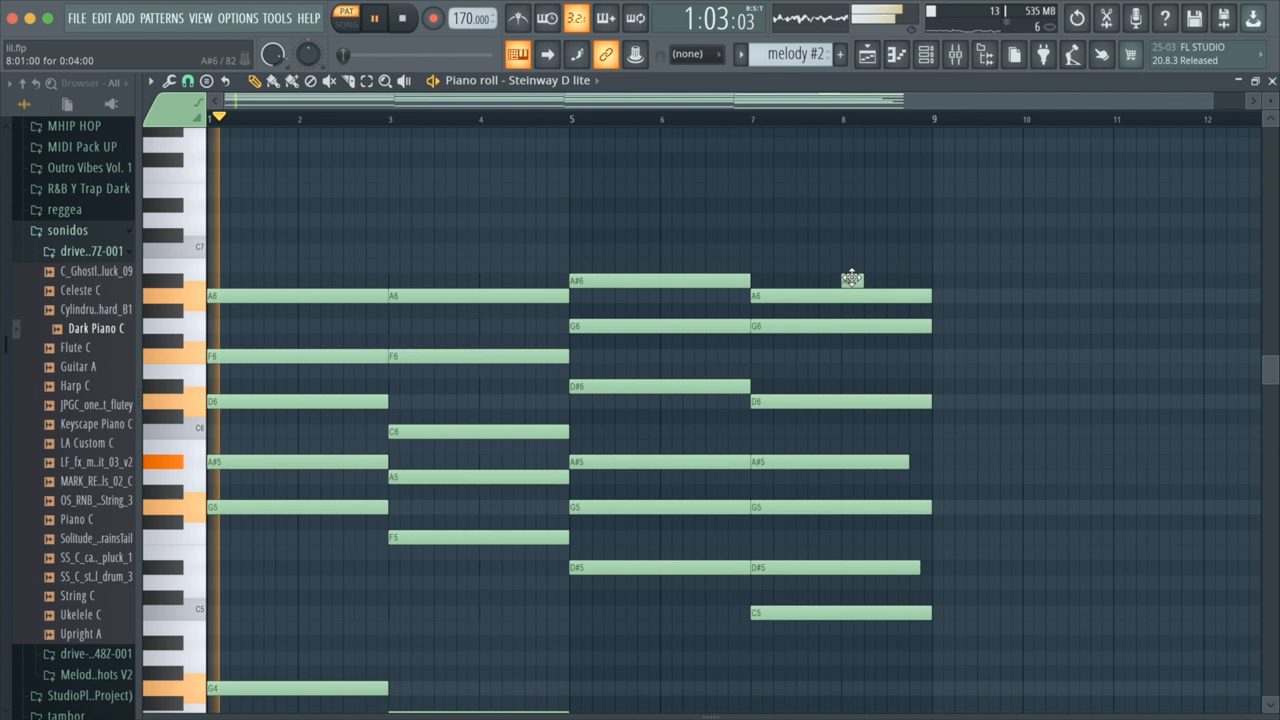 FILE EDIT ADD PATTERNS VIEW OPTIONS TOOLS HELP
PAT
SONG
170.000
3.2.
1:03:03
B:S:T
13
535 MB
6
lil.flp
8:01:00 for 0:04:00
A#6 / 82
(none)
melody #2
25-03 FL STUDIO
20.8.3 Released
Browser - All
Piano roll - Steinway D lite
1 2 3 4 5 6 7 8 9 10 11 12
MHIP HOP
MIDI Pack UP
Outro Vibes Vol. 1
R&B Y Trap Dark
reggea
sonidos
drive..7Z-001
C_Ghostl..luck_09
Celeste C
Cylindru..hard_B1
Dark Piano C
Flute C
Guitar A
Harp C
JPGC_one..t_flutey
Keyscape Piano C
LA Custom C
LF_fx_m..it_03_v2
MARK_RE..ls_02_C
OS_RNB_..String_3
Piano C
Solitude_..rainsTail
SS_C_ca.._pluck_1
SS_C_st..l_drum_3
String C
Ukelele C
Upright A
drive-..48Z-001
Melod..hots V2
StudioPl..Project)
tambor
C7
A#6
A6 A6 A6
G6 G6
F6 F6
D#6
D6 D6
C6 C6
A#5 A#5 A#5
A5
G5 G5 G5
F5
D#5 D#5
C5 C5
G4